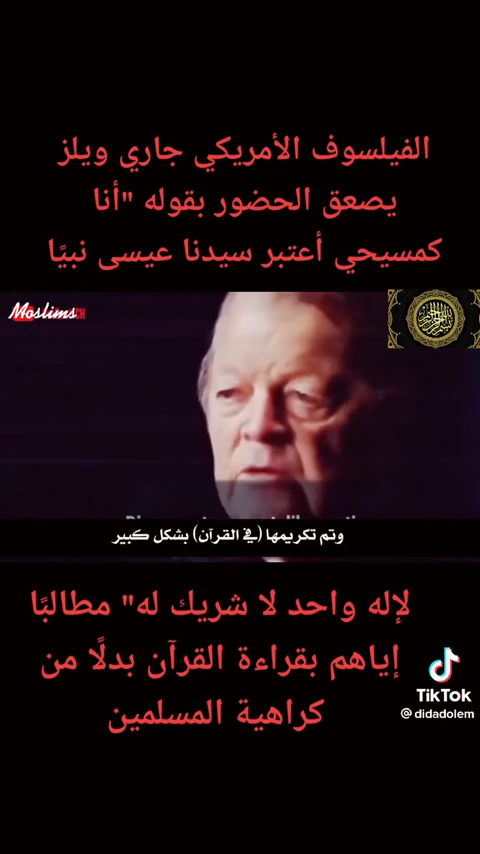 الفيلسوف الأمريكي جاري ويلز
يصعق الحضور بقوله "أنا
كمسيحي أعتبر سيدنا عيسى نبيًا
MoslimsCH
وتم تكريمها (في القرآن) بشكل كبير
لإله واحد لا شريك له" مطالبًا
إياهم بقراءة القرآن بدلًا من
كراهية المسلمين
TikTok
@didadolem